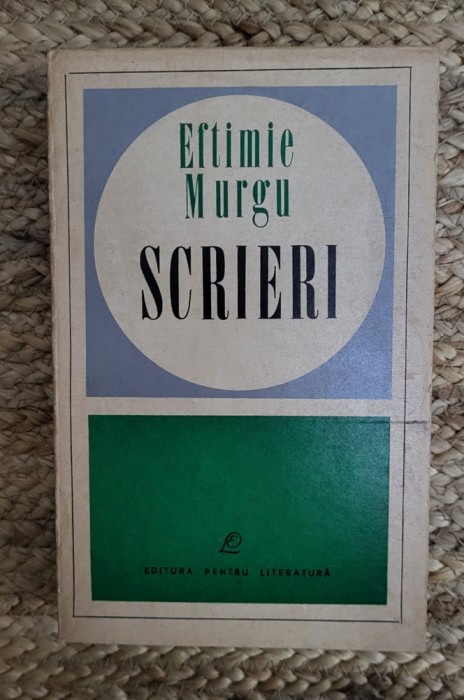 Eftimie
Murgu
SCRIERI
EDITURA PENTRU LITERATURĂ